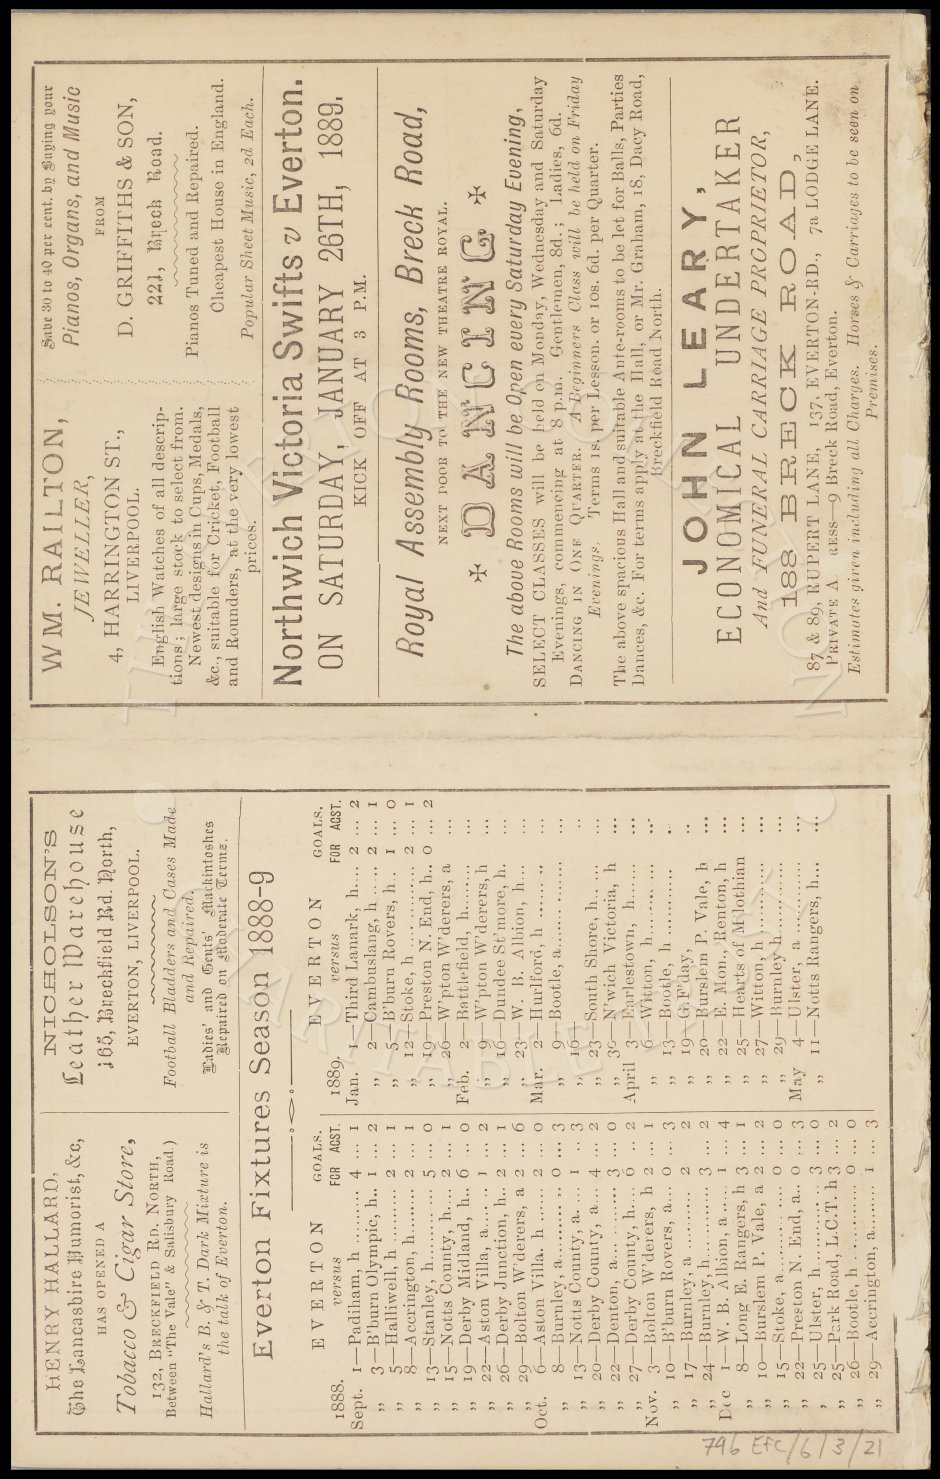 HENRY HALLARD,
The Lancashire Humorist, &c,
HAS OPENED A
Tobacco & Cigar Store,
132, BRECKFIELD RD. NORTH,
Between "The Vale" & Salisbury Road)
Hallard's B. & T. Dark Mixture is
the talk of Everton.
NICHOLSON'S
Leather Warehouse
165, Breckfield Rd. North,
EVERTON, LIVERPOOL.
Football Bladders and Cases Made
and Repaired.
Ladies' and Gents' Mackintoshes
Repaired on Moderate Terms.
Everton Fixtures Season 1888-9
EVERTON GOALS.
versus FOR AGST.
1888.
Sept. 1—Padiham, h ......... 4 ... 1
„ 3—B'burn Olympic, h.. 1 ... 2
„ 5—Halliwell, h ......... 2 ... 1
„ 8—Accrington, h......... 2 ... 1
„ 13—Stanley, h............ 5 ... 0
„ 15—Notts County, h...... 2 ... 1
„ 19—Derby Midland, h.. 6 ... 0
„ 22—Aston Villa, a...... 1 ... 2
„ 26—Derby Junction, h.. 2 ... 1
„ 29—Bolton W'derers, a 2 ... 6
Oct. 6—Aston Villa. h ...... 2 ... 0
„ 8—Burnley, a............ 0 ... 3
„ 13—Notts County, a... 1 ... 3
„ 20—Derby County, a... 4 ... 2
„ 22—Denton. a............ 3 ... 0
„ 27—Derby County, h.... 0 ... 2
Nov. 3—Bolton W'derers, h 2 ... 1
„ 10—B'burn Rovers, a... 0 ... 3
„ 17—Burnley, a ............ 2 ... 2
„ 24—Burnley, h............ 3 ... 2
Dec 1—W. B. Albion, a...... 1 ... 4
„ 8—Long E. Rangers, h 3 ... 1
„ 10—Burslem P. Vale, a 2 ... 2
„ 15—Stoke, a............ 0 ... 0
„ 22—Preston N. End, a.. 0 ... 3
, 25—Ulster, h............ 3 ... 0
„ 25—Park Road, L.C.T. h 3 ... 2
„ 26—Bootle, h............ 0 ... 0
„ 29—Accrington, a......... 1 ... 3
EVERTON GOALS.
versus FOR AGST.
1889.
Jan. 1—Third Lanark, h.... 2 ... 2
„ 2—Cambuslang, h...... 2 ... 1
„ 5—B'burn Rovers, h.. 1 ... 0
„ 12—Stoke, h ............ 2 ... 1
„ 19—Preston N. End, h.. 0 ... 2
„ 26—W'pton W'derers, a ...
Feb. 2—Battlefield, h......... ...
„ 9—W'pton W'derers, h ...
„ 16—Dundee St'more, h. ...
„ 23—W. B. Albion, h.... ...
Mar. 2—Hurlford, h ......... ...
„ 9—Bootle, a............ ...
„ 16— ..
„ 23—South Shore, h...... ...
„ 30—N'wich Victoria, h ...
April 3—Earlestown, h......... ...
„ 6—Witton, h............ ...
„ 13—Bootle, h ............ .
„ 19—G. F'day. ............ ..
„ 20—Burslem P. Vale, h ...
„ 22—E. Mon., Renton, h ...
„ 25—Hearts of Midlothian ...
„ 27—Witton, h ............ ...
„ 29—Burnley h............ ...
May 4—Ulster, a ............ ...
„ 11—Notts Rangers, h... ...
WM. RAILTON,
JEWELLER,
4, HARRINGTON ST.,
LIVERPOOL.
English Watches of all descrip-
tions; large stock to select from.
Newest designs in Cups, Medals,
&c., suitable for Cricket, Football
and Rounders, at the very lowest
prices.
Save 30 to 40 per cent. by Buying your
Pianos, Organs, and Music
FROM
D. GRIFFITHS & SON,
221, Breck Road.
Pianos Tuned and Repaired.
Cheapest House in England.
Popular Sheet Music, 2d Each.
Northwich Victoria Swifts v Everton.
ON SATURDAY, JANUARY 26TH, 1889.
KICK OFF AT 3 P.M.
Royal Assembly Rooms, Breck Road,
NEXT DOOR TO THE NEW THEATRE ROYAL.
DANCING
The above Rooms will be Open every Saturday Evening,
SELECT CLASSES will be held on Monday, Wednesday and Saturday
Evenings, commencing at 8 p.m. Gentlemen, 8d.; Ladies, 6d.
DANCING IN ONE QUARTER. A Beginners Class will be held on Friday
Evenings. Terms 1s. per Lesson. or 10s. 6d. per Quarter.
The above spacious Hall and suitable Ante-rooms to be let for Balls, Parties
Dances, &c. For terms apply at the Hall, or Mr. Graham, 18, Dacy Road,
Breckfield Road North.
JOHN LEARY,
ECONOMICAL UNDERTAKER
And FUNERAL CARRIAGE PROPRIETOR,
188 BRECK ROAD,
87 & 89, RUPERT LANE, 137, EVERTON-RD., 7a LODGE LANE.
PRIVATE A RESS—9 Breck Road, Everton.
Estimates given including all Charges. Horses & Carriages to be seen on
Premises.
796 EFC/6/3/21